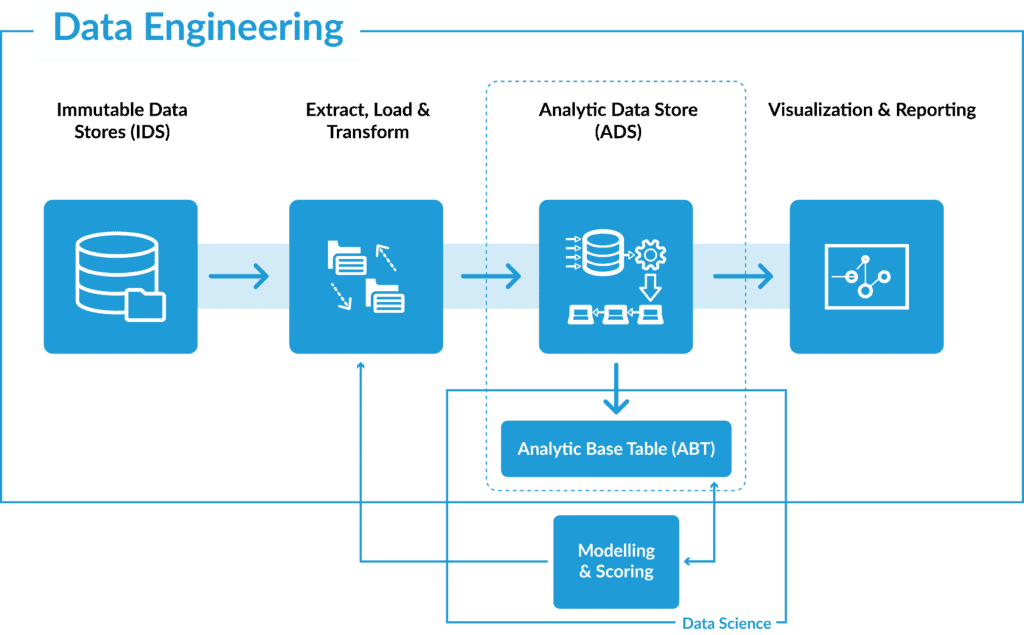 Data Engineering
Immutable Data
Stores (IDS)
Extract, Load &
Transform
Analytic Data Store
(ADS)
Visualization & Reporting
Analytic Base Table (ABT)
Modelling
& Scoring
Data Science